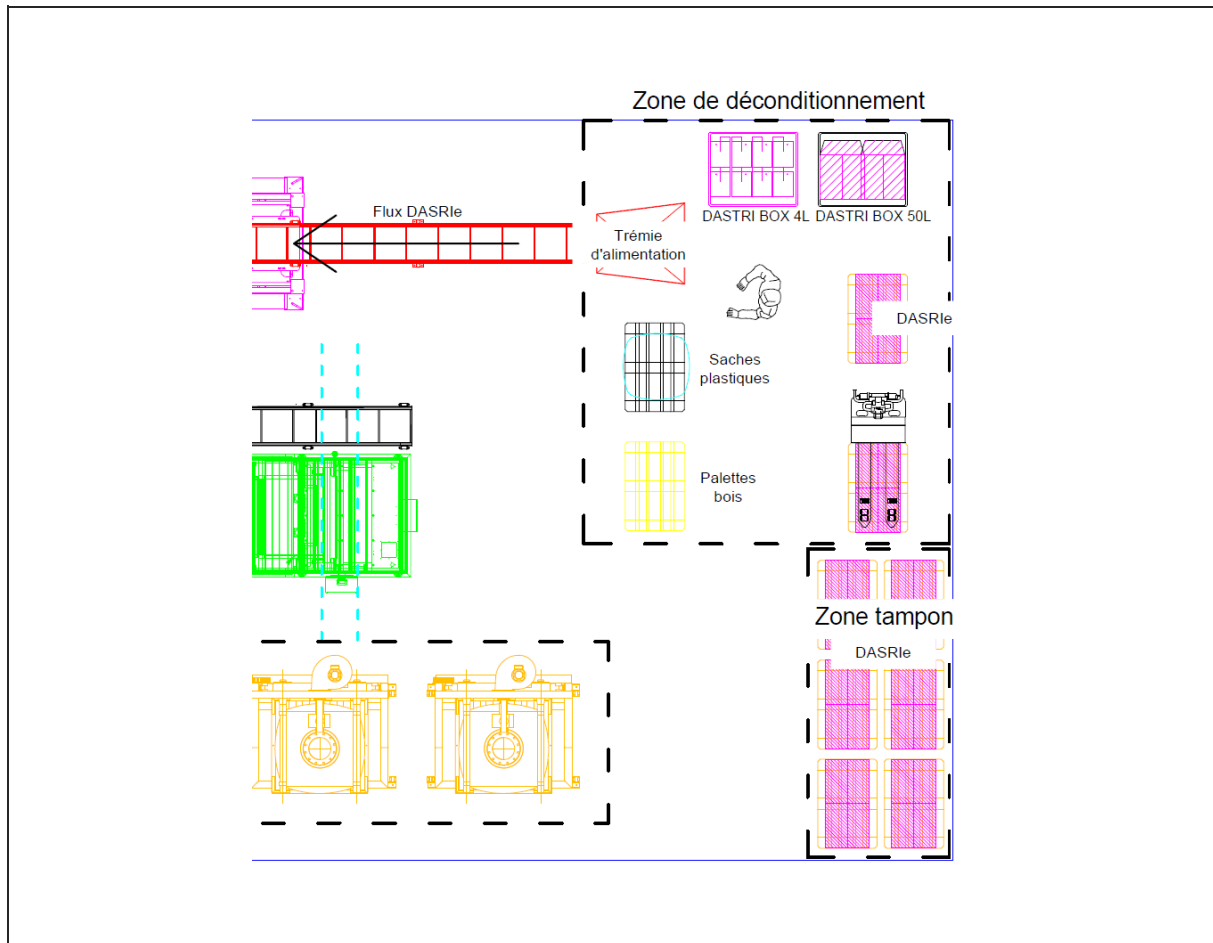 Zone de déconditionnement
Flux DASRIe
DASTRI BOX 4L
DASTRI BOX 50L
Trémie
d'alimentation
DASRIe
Saches
plastiques
Palettes
bois
Zone tampon
DASRIe